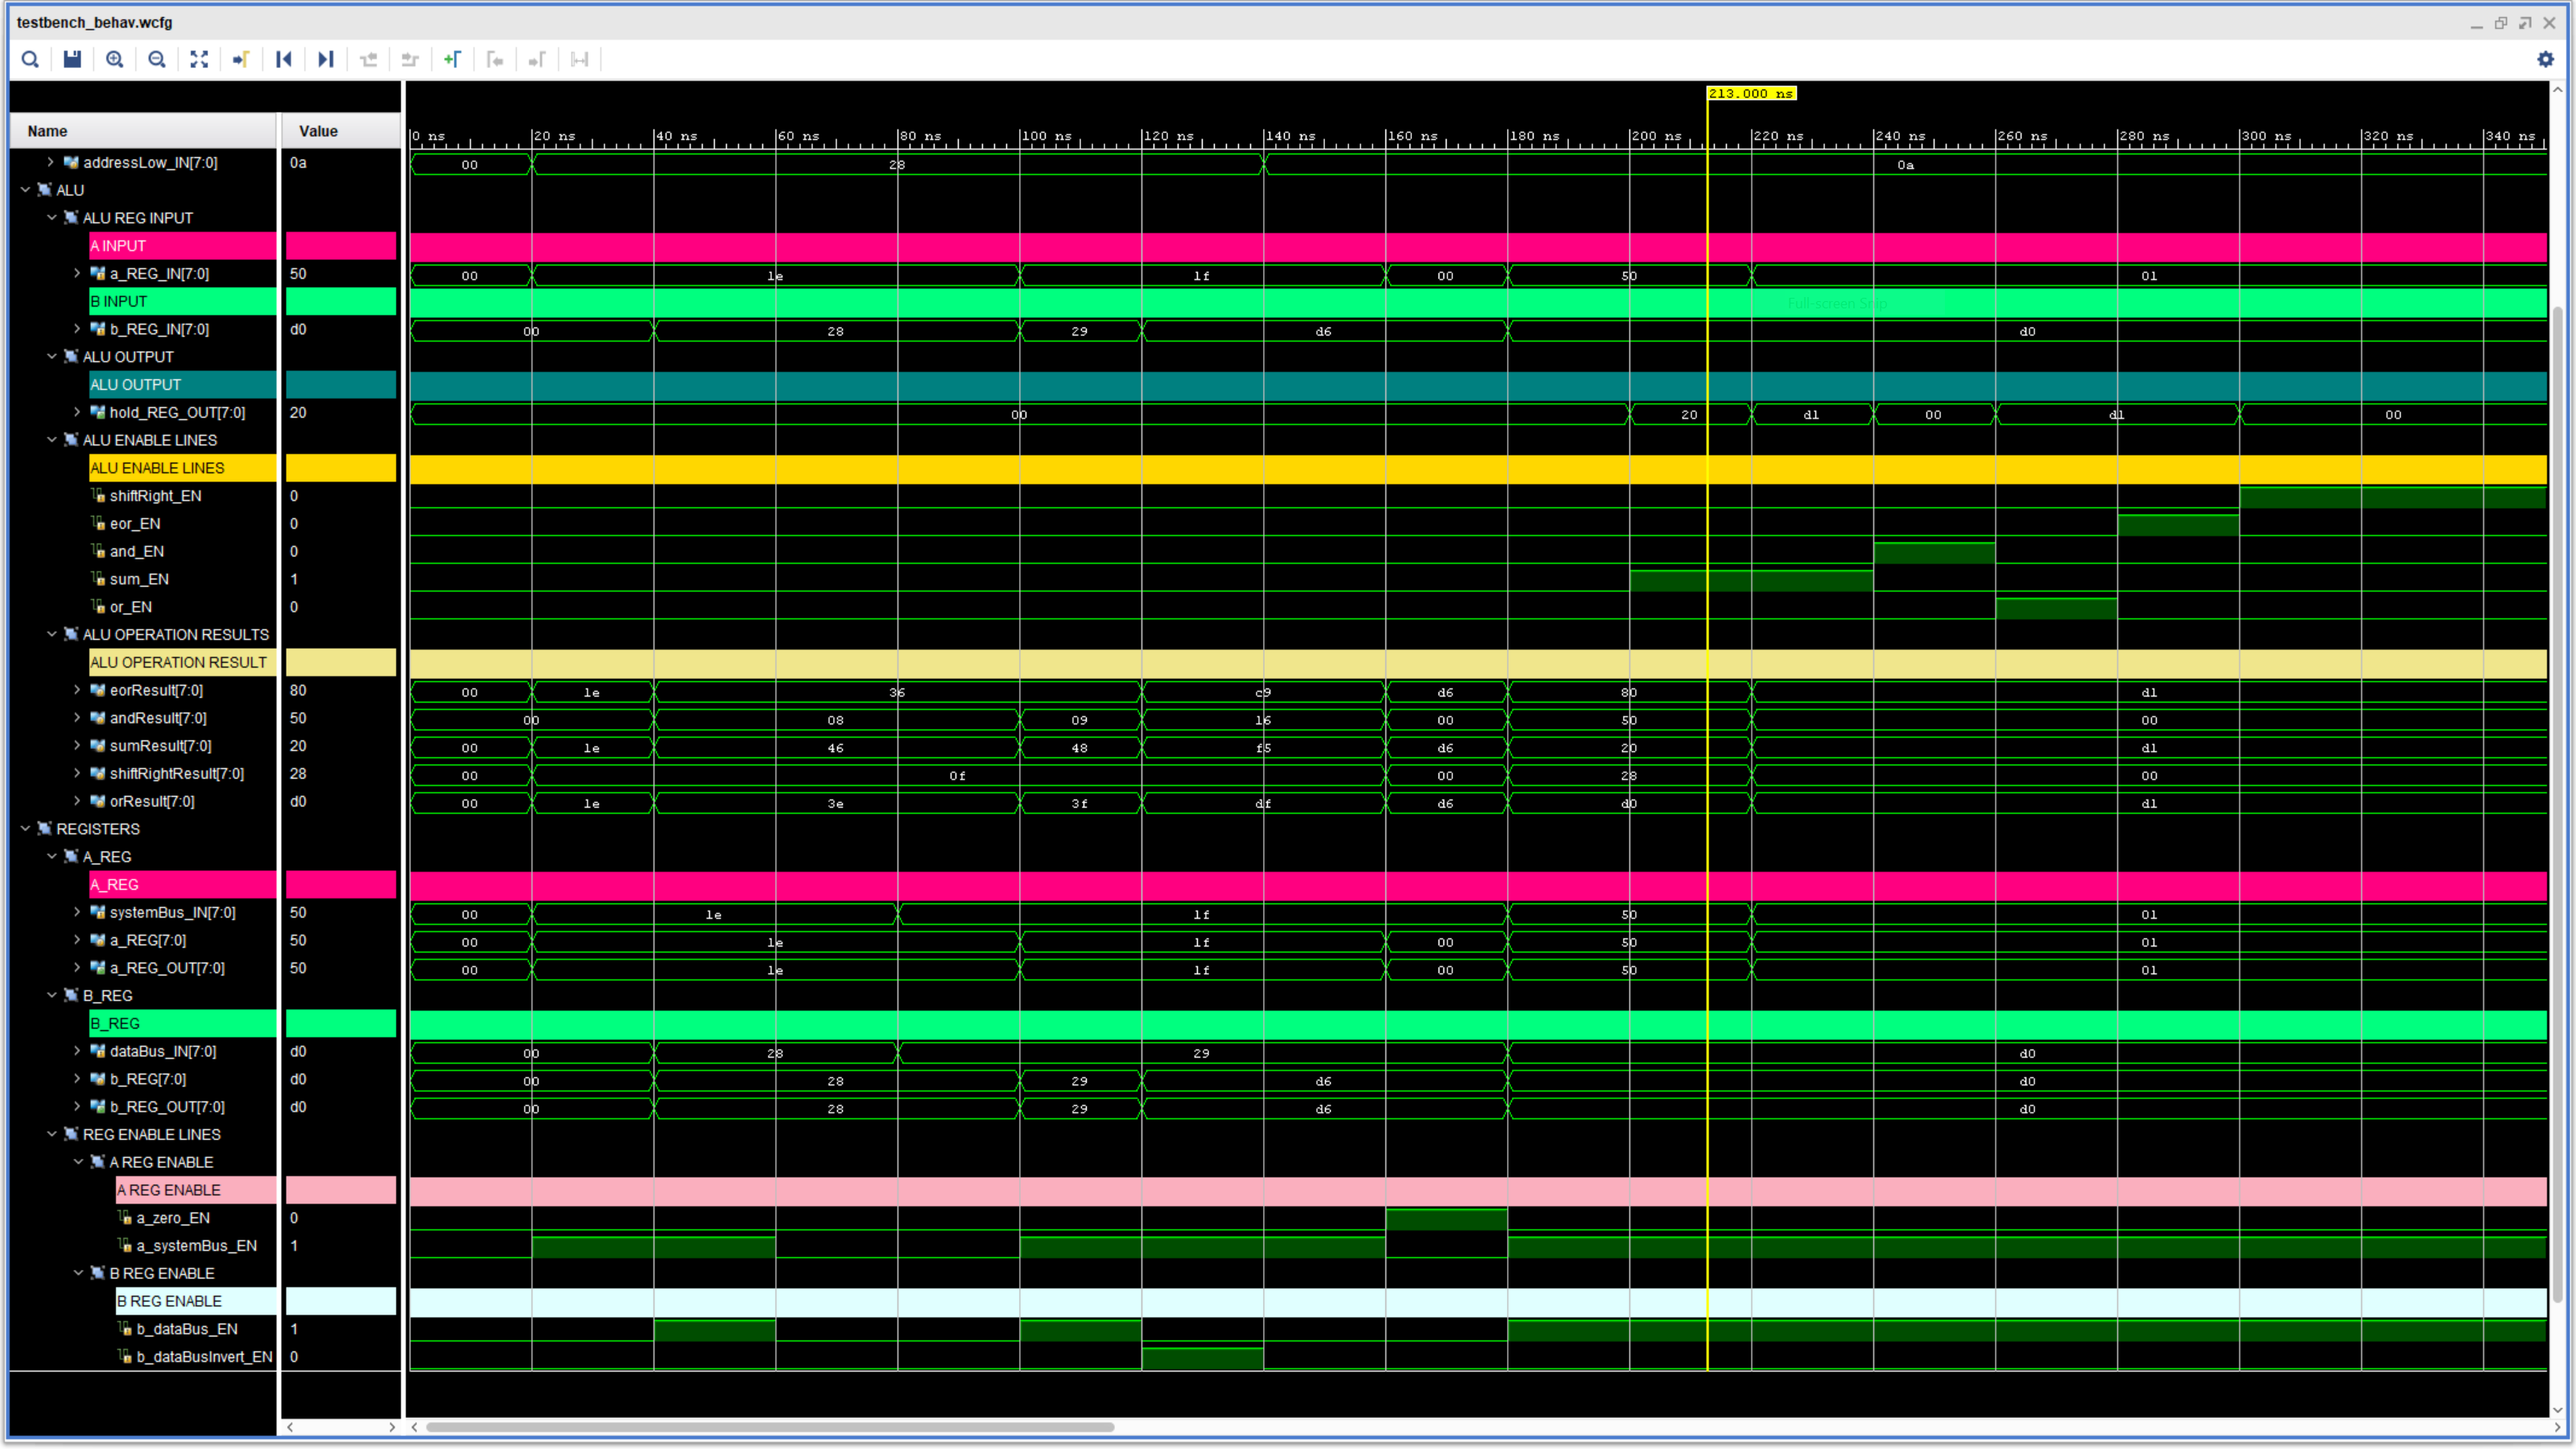 testbench_behav.wcfg
213.000 ns
Name Value
0 ns 20 ns 40 ns 60 ns 80 ns 100 ns 120 ns 140 ns 160 ns 180 ns 200 ns 220 ns 240 ns 260 ns 280 ns 300 ns 320 ns 340 ns
addressLow_IN[7:0] 0a 00 28 0a
ALU
ALU REG INPUT
A INPUT
a_REG_IN[7:0] 50 00 1e 1f 00 50 01
B INPUT
Full-screen Snip
b_REG_IN[7:0] d0 00 28 29 d6 d0
ALU OUTPUT
ALU OUTPUT
hold_REG_OUT[7:0] 20 00 20 d1 00 d1 00
ALU ENABLE LINES
ALU ENABLE LINES
shiftRight_EN 0
eor_EN 0
and_EN 0
sum_EN 1
or_EN 0
ALU OPERATION RESULTS
ALU OPERATION RESULT
eorResult[7:0] 80 00 1e 36 c9 d6 80 d1
andResult[7:0] 50 00 08 09 16 00 50 00
sumResult[7:0] 20 00 1e 46 48 f5 d6 20 d1
shiftRightResult[7:0] 28 00 0f 00 28 00
orResult[7:0] d0 00 1e 3e 3f df d6 d0 d1
REGISTERS
A_REG
A_REG
systemBus_IN[7:0] 50 00 1e 1f 50 01
a_REG[7:0] 50 00 1e 1f 00 50 01
a_REG_OUT[7:0] 50 00 1e 1f 00 50 01
B_REG
B_REG
dataBus_IN[7:0] d0 00 28 29 d0
b_REG[7:0] d0 00 28 29 d6 d0
b_REG_OUT[7:0] d0 00 28 29 d6 d0
REG ENABLE LINES
A REG ENABLE
A REG ENABLE
a_zero_EN 0
a_systemBus_EN 1
B REG ENABLE
B REG ENABLE
b_dataBus_EN 1
b_dataBusInvert_EN 0